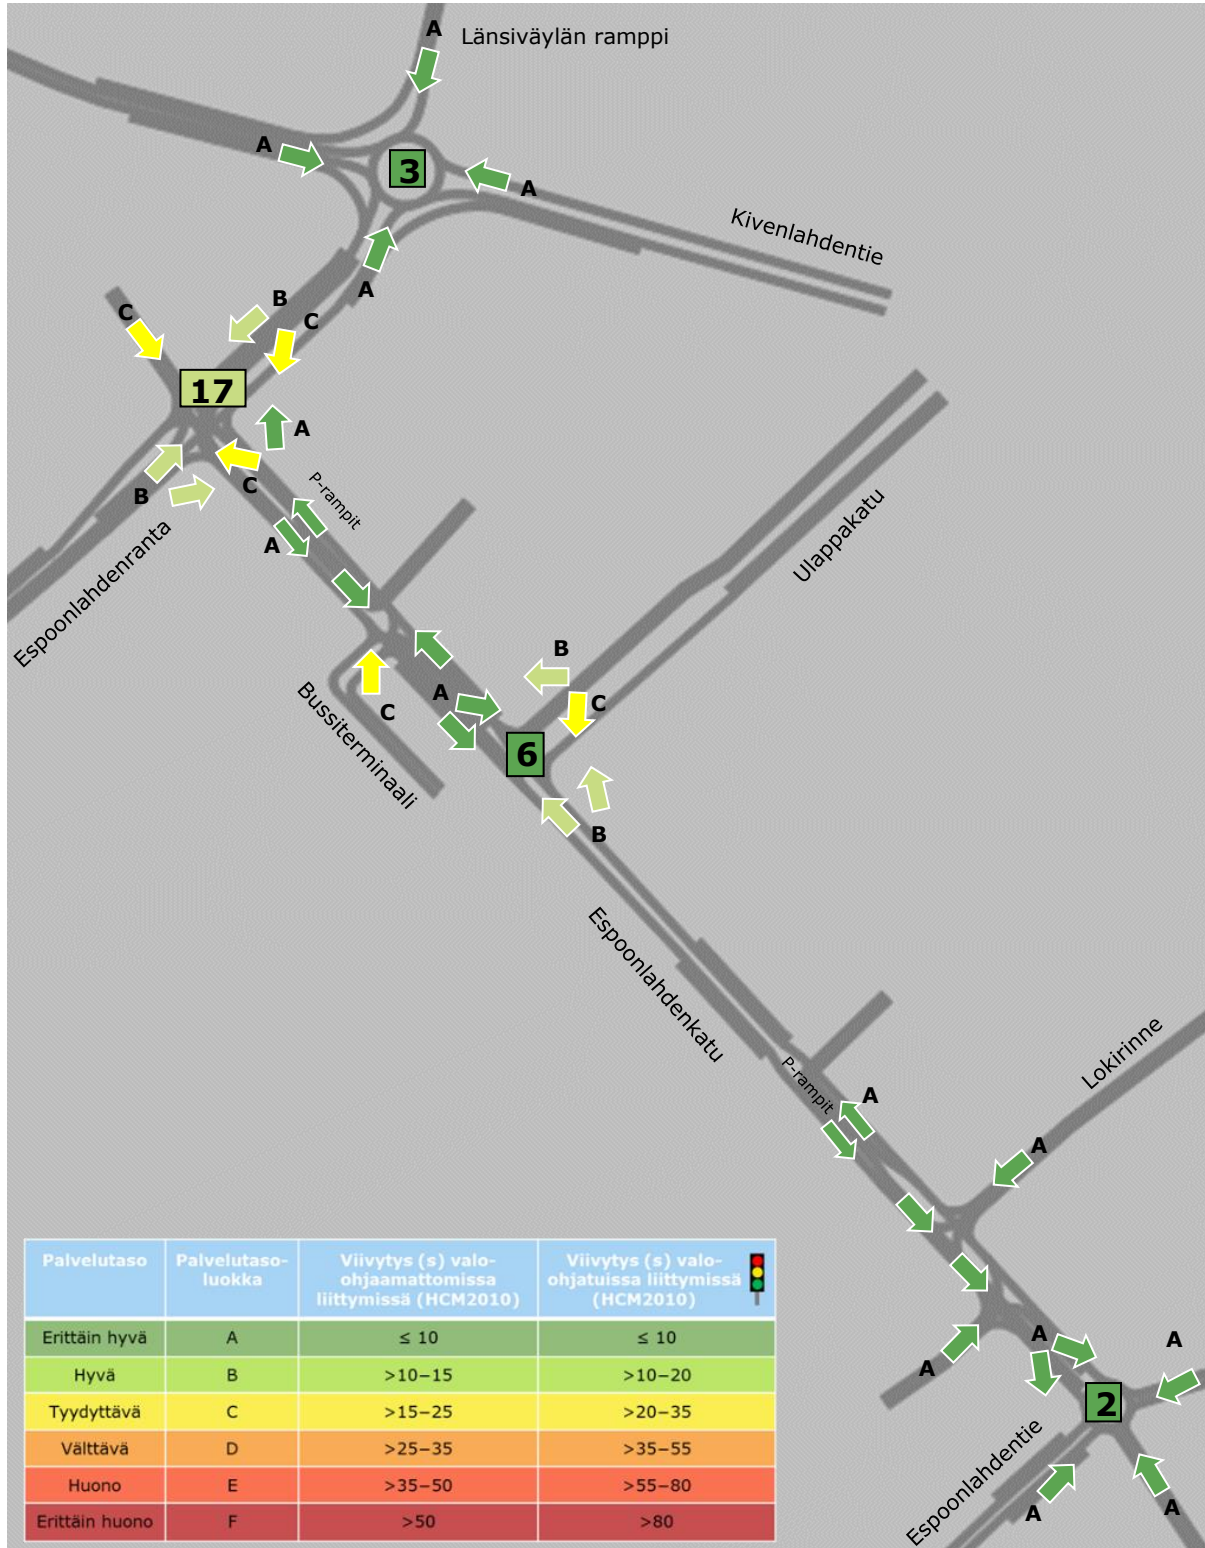 A
Länsiväylän ramppi
A
3
A
Kivenlahdentie
A
B
C
C
17
A
C
B
P-rampit
A
Espoonlahdenranta
Ulappakatu
B
A
C
Bussiterminaali
C
6
B
Espoonlahdenkatu
P-rampit
A
Lokirinne
A
A
A
A
2
Espoonlahdentie
A
A
Palvelutaso
Palvelutaso-
luokka
Viivytys (s) valo-
ohjaamattomissa
liittymissä (HCM2010)
Viivytys (s) valo-
ohjatuissa liittymissä
(HCM2010)
Erittäin hyvä A ≤ 10 ≤ 10
Hyvä B >10–15 >10–20
Tyydyttävä C >15–25 >20–35
Välttävä D >25–35 >35–55
Huono E >35–50 >55–80
Erittäin huono F >50 >80